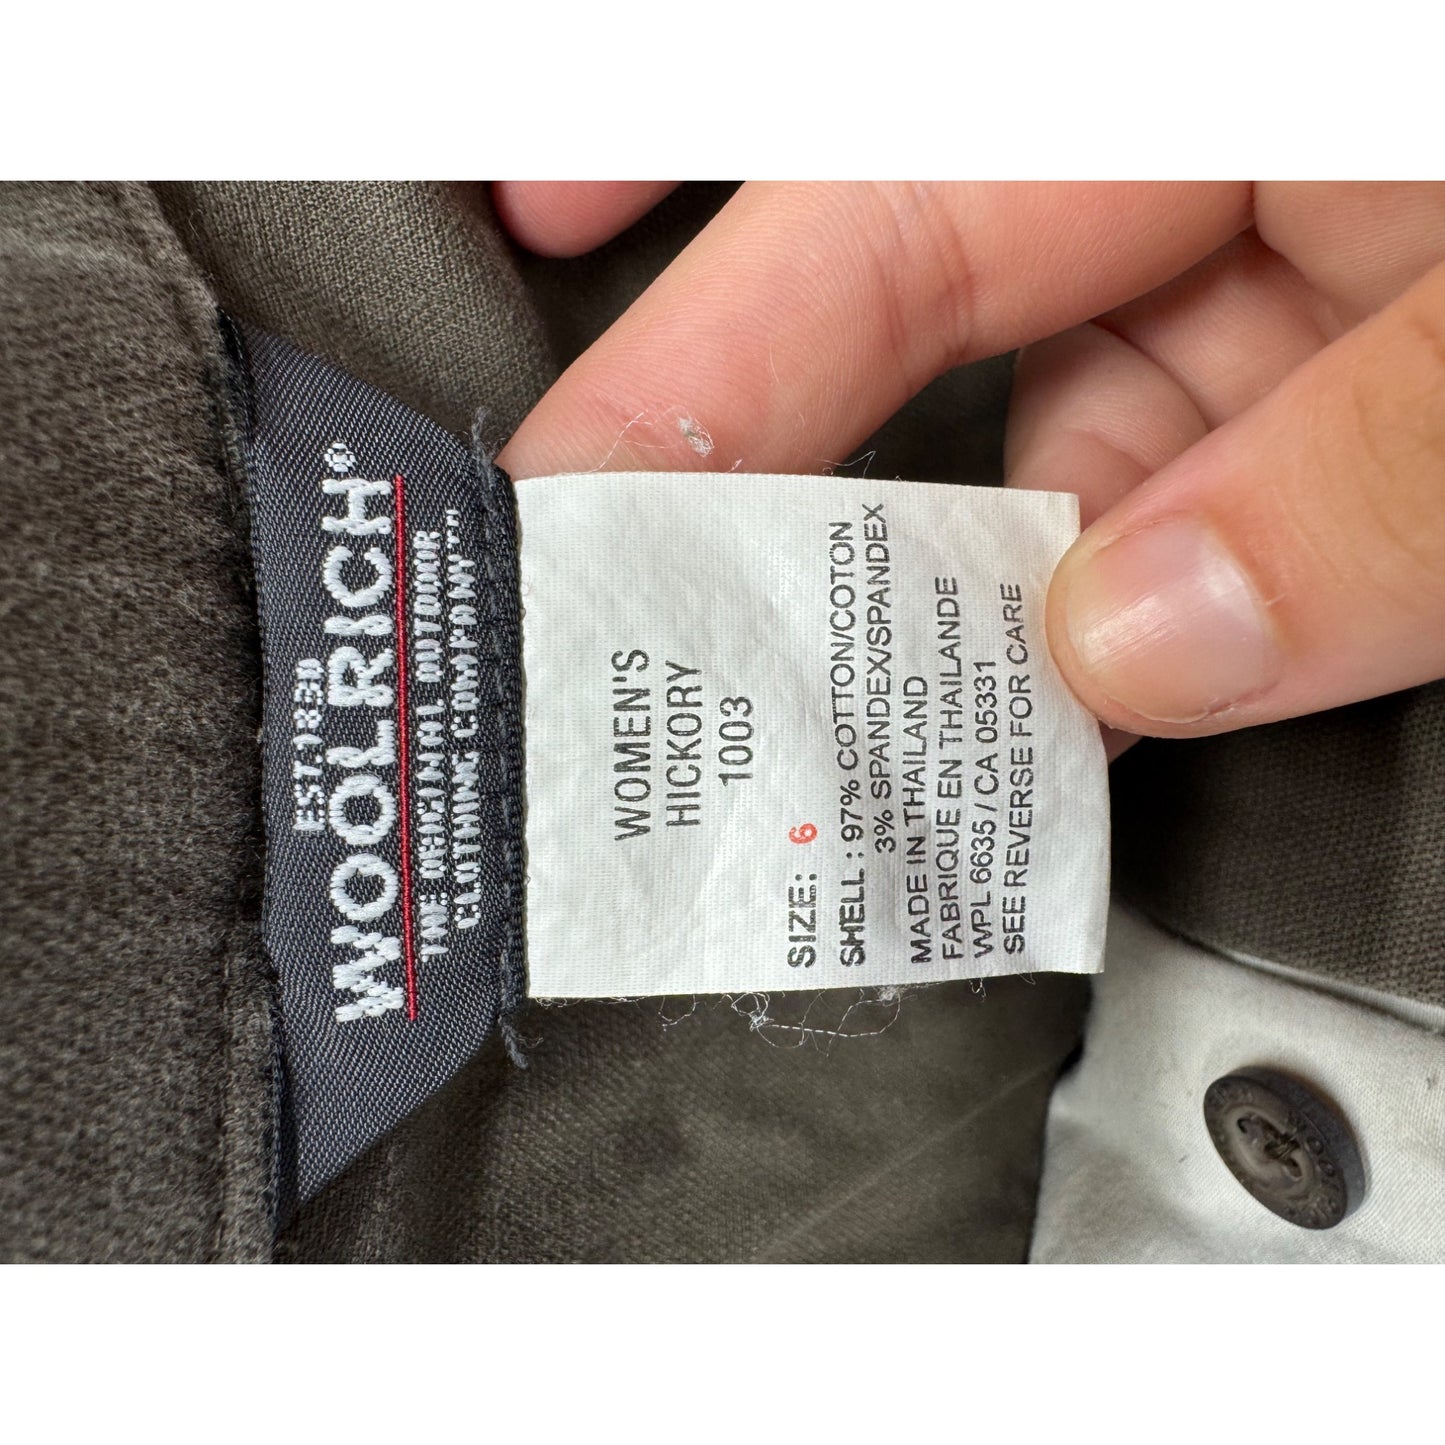 EST.1830
WOOLRICH®
THE ORIGINAL OUTDOOR
CLOTHING COMPANY™
WOMEN'S
HICKORY
1003
SIZE: 6
SHELL : 97% COTTON/COTON
3% SPANDEX/SPANDEX
MADE IN THAILAND
FABRIQUE EN THAILANDE
WPL 6635 / CA 05331
SEE REVERSE FOR CARE